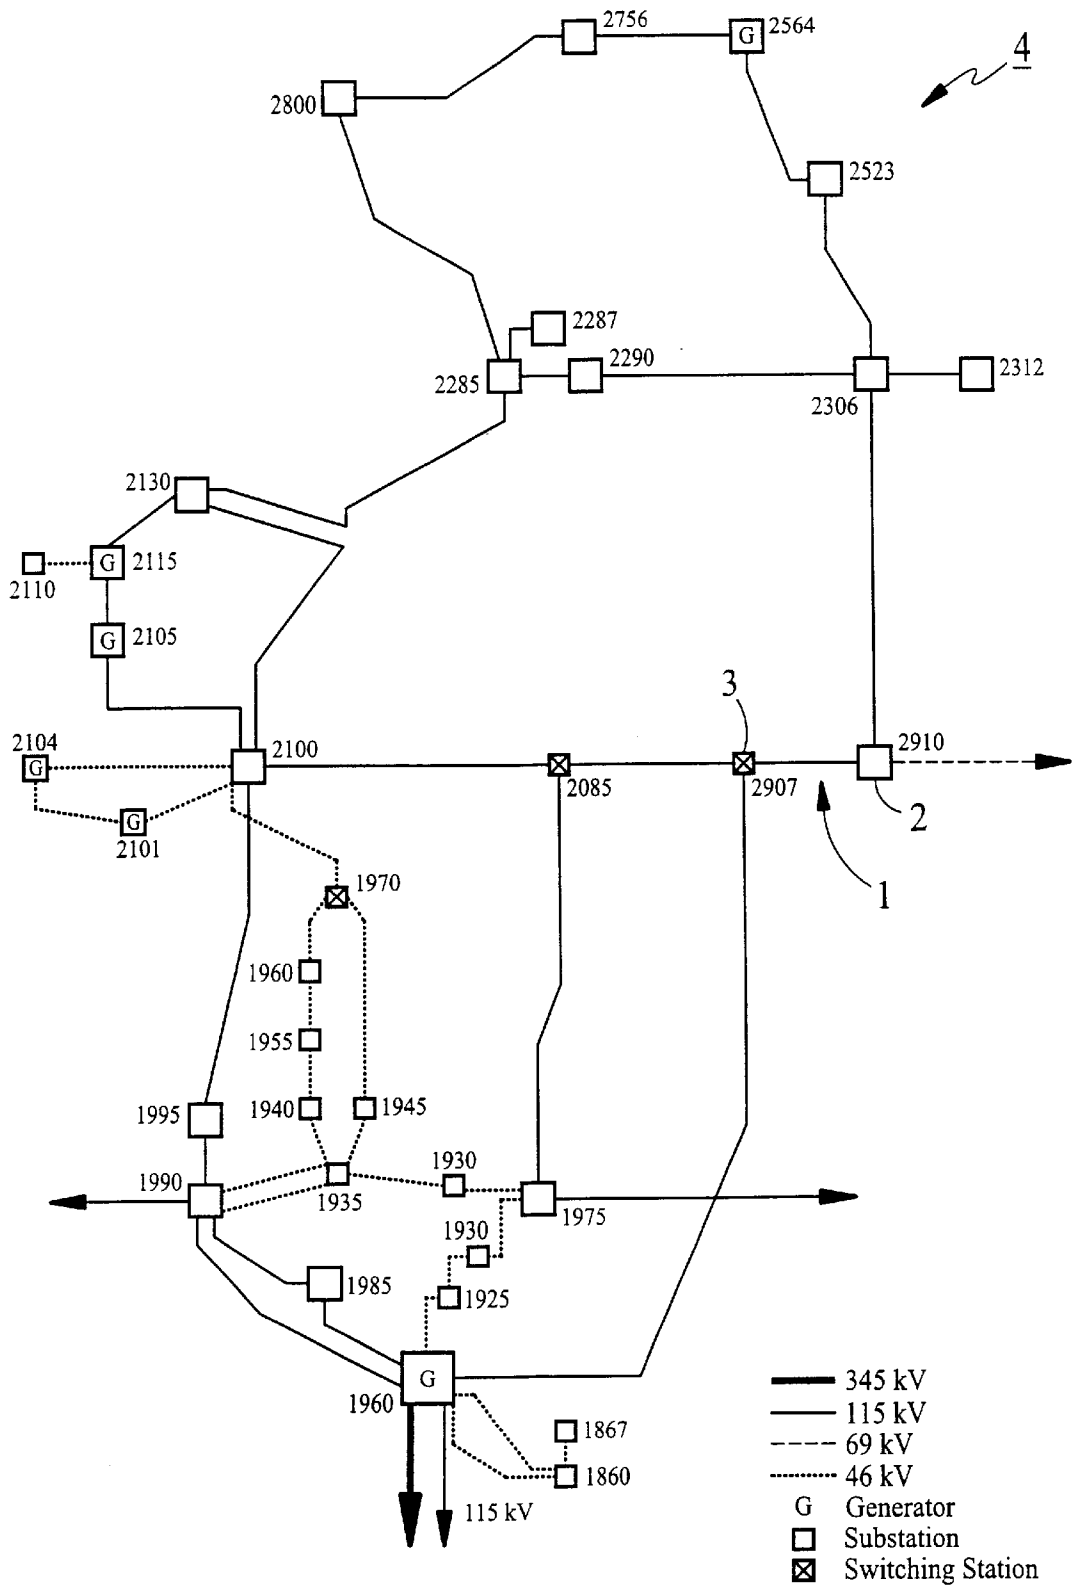 2756
G
2564
4
2800
2523
2287
2290
2285
2306
2312
2130
G
2115
2110
G
2105
3
2104
G
2100
2910
2085
2907
2
G
2101
1
1970
1960
1955
1940
1945
1995
1990
1935
1930
1975
1930
1985
1925
G
1960
1867
1860
115 kV
345 kV
115 kV
69 kV
46 kV
G Generator
Substation
Switching Station